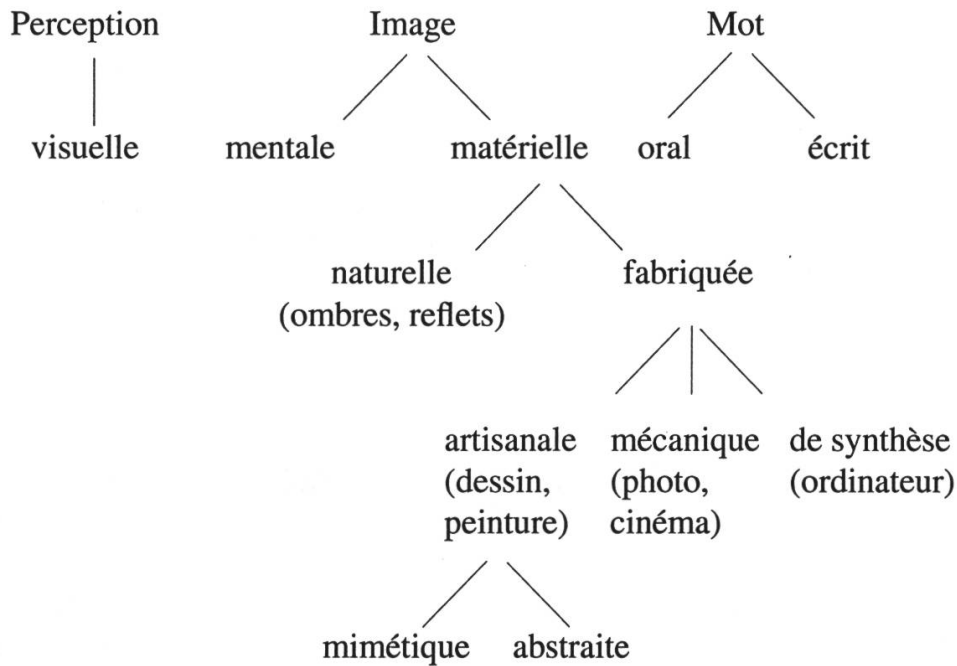 Perception Image Mot
visuelle mentale matérielle oral écrit
naturelle fabriquée
(ombres, reflets)
artisanale mécanique de synthèse
(dessin, (photo, (ordinateur)
peinture) cinéma)
mimétique abstraite